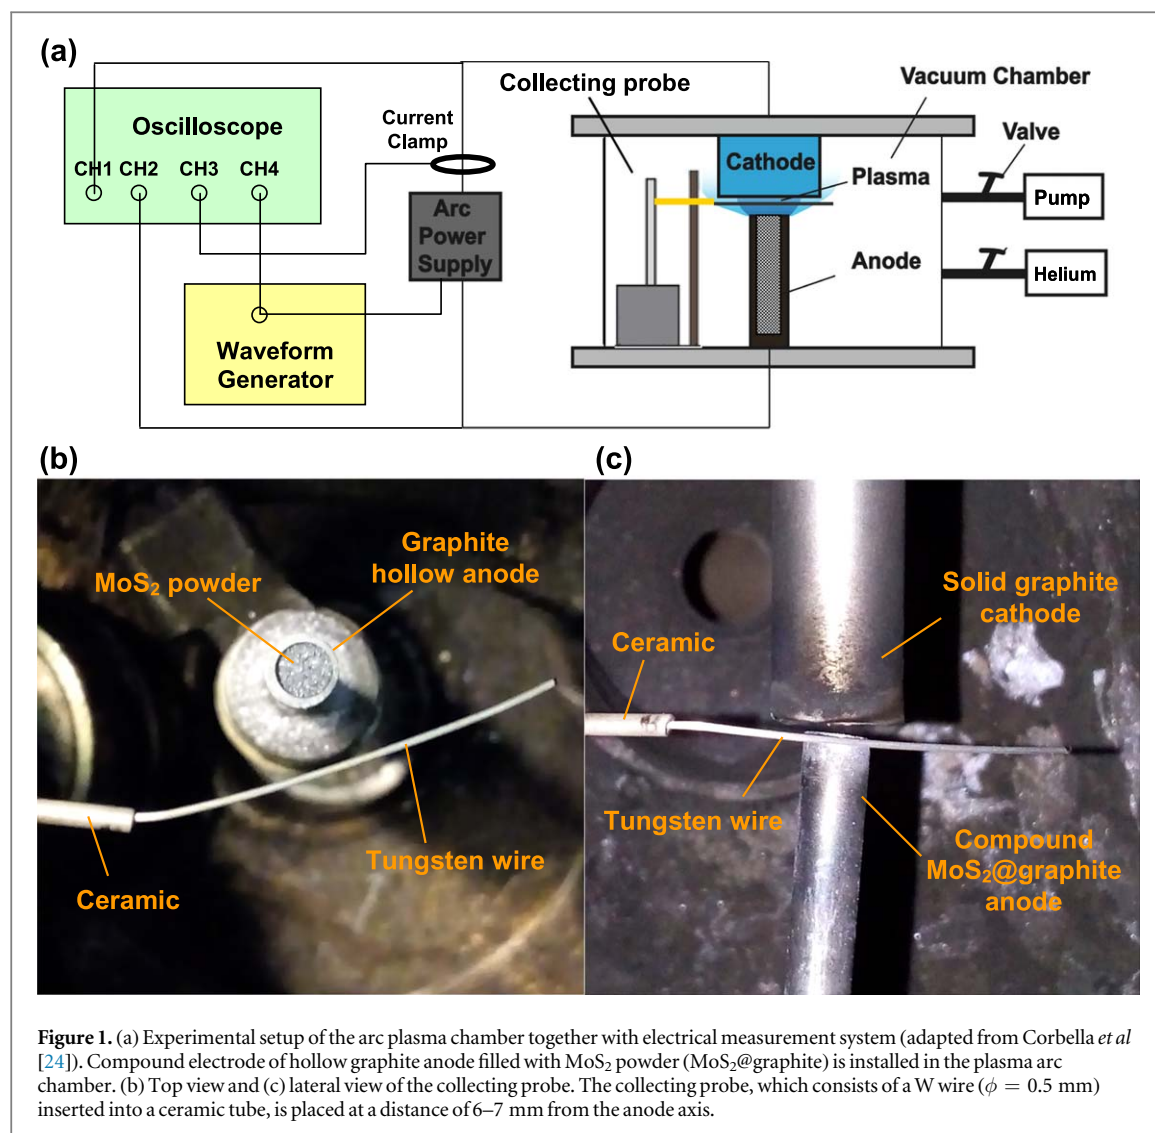 (a)
Oscilloscope
CH1 CH2 CH3 CH4
Current
Clamp
Arc
Power
Supply
Waveform
Generator
Collecting probe
Vacuum Chamber
Valve
Cathode
Plasma
Pump
Anode
Helium
(b)
Graphite
hollow anode
MoS₂ powder
Tungsten wire
Ceramic
(c)
Solid graphite
cathode
Ceramic
Tungsten wire
Compound
MoS₂@graphite
anode
Figure 1. (a) Experimental setup of the arc plasma chamber together with electrical measurement system (adapted from Corbella et al
[24]). Compound electrode of hollow graphite anode filled with MoS₂ powder (MoS₂@graphite) is installed in the plasma arc
chamber. (b) Top view and (c) lateral view of the collecting probe. The collecting probe, which consists of a W wire (ϕ = 0.5 mm)
inserted into a ceramic tube, is placed at a distance of 6–7 mm from the anode axis.